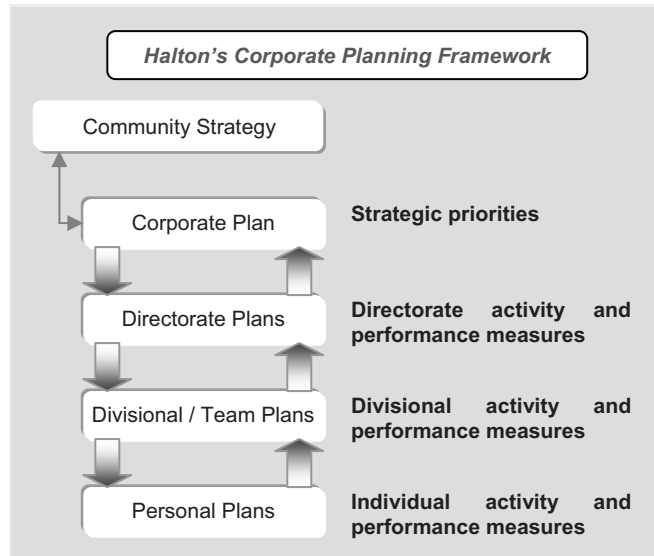 Halton's Corporate Planning Framework
Community Strategy
Corporate Plan
Strategic priorities
Directorate Plans
Directorate activity and
performance measures
Divisional / Team Plans
Divisional activity and
performance measures
Personal Plans
Individual activity and
performance measures